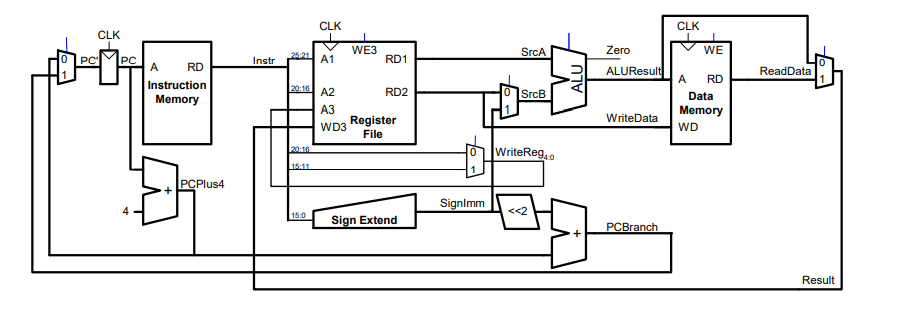 CLK
CLK
CLK
0
1
PC'
PC
A
RD
Instruction
Memory
Instr
25:21
20:16
20:16
15:11
15:0
WE3
A1
A2
A3
WD3
RD1
RD2
Register
File
0
1
WriteReg4:0
Sign Extend
SignImm
<<2
SrcA
0
1
SrcB
ALU
Zero
ALUResult
WriteData
WE
A
RD
Data
Memory
WD
ReadData
0
1
4
+
PCPlus4
+
PCBranch
Result